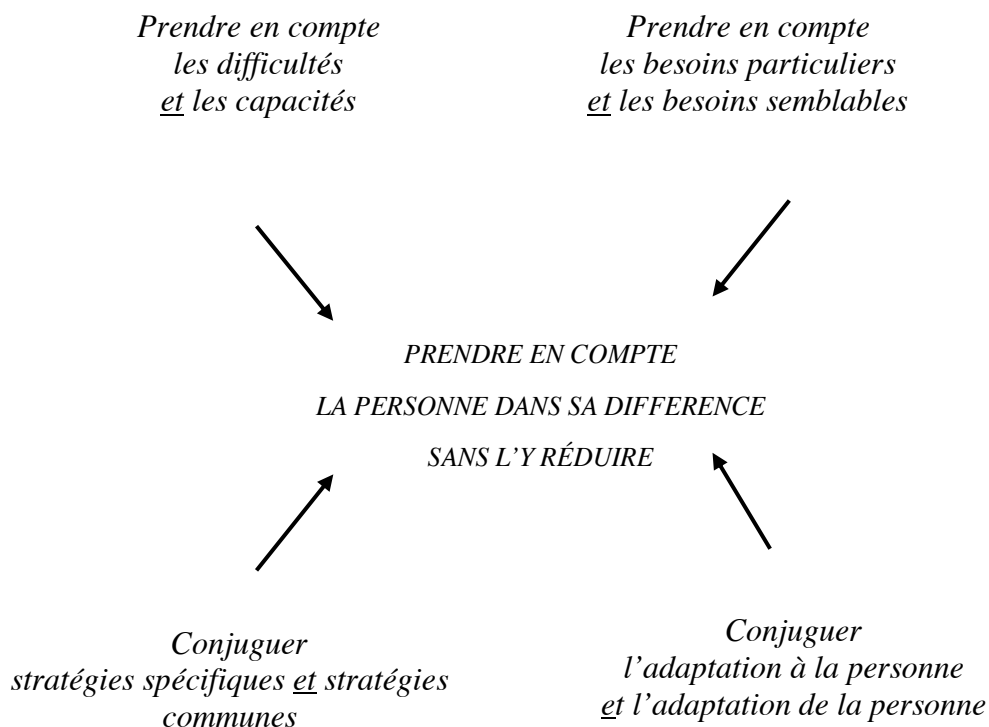 Prendre en compte
les difficultés
et les capacités
Prendre en compte
les besoins particuliers
et les besoins semblables
PRENDRE EN COMPTE
LA PERSONNE DANS SA DIFFERENCE
SANS L’Y RÉDUIRE
Conjuguer
stratégies spécifiques et stratégies
communes
Conjuguer
l’adaptation à la personne
et l’adaptation de la personne